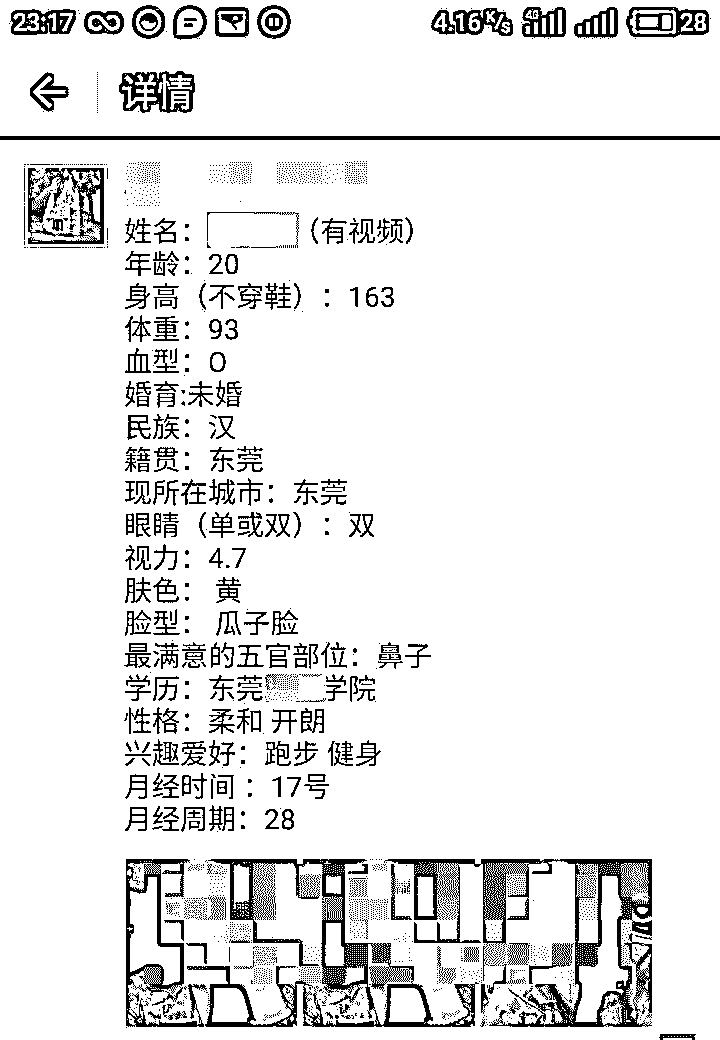 23:17 4.16K/s 4G 28
详情
姓名： （有视频）
年龄：20
身高（不穿鞋）：163
体重：93
血型：O
婚育:未婚
民族：汉
籍贯：东莞
现所在城市：东莞
眼睛（单或双）：双
视力：4.7
肤色： 黄
脸型： 瓜子脸
最满意的五官部位：鼻子
学历：东莞 学院
性格：柔和 开朗
兴趣爱好：跑步 健身
月经时间 ：17号
月经周期：28